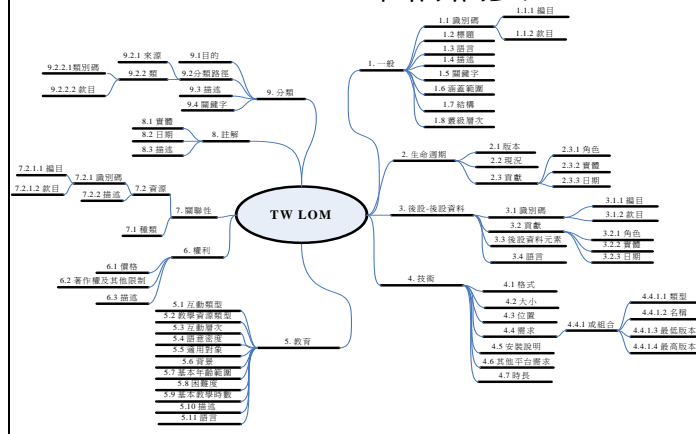 TW LOM
1. 一般
1.1 識別碼
1.1.1 編目
1.1.2 款目
1.2 標題
1.3 語言
1.4 描述
1.5 關鍵字
1.6 涵蓋範圍
1.7 結構
1.8 叢級層次
2. 生命週期
2.1 版本
2.2 現況
2.3 貢獻
2.3.1 角色
2.3.2 實體
2.3.3 日期
3. 後設-後設資料
3.1 識別碼
3.1.1 編目
3.1.2 款目
3.2 貢獻
3.2.1 角色
3.2.2 實體
3.2.3 日期
3.3 後設資料元素
3.4 語言
4. 技術
4.1 格式
4.2 大小
4.3 位置
4.4 需求
4.4.1 或組合
4.4.1.1 類型
4.4.1.2 名稱
4.4.1.3 最低版本
4.4.1.4 最高版本
4.5 安裝說明
4.6 其他平台需求
4.7 時長
5. 教育
5.1 互動類型
5.2 教學資源類型
5.3 互動層次
5.4 語意密度
5.5 適用對象
5.6 背景
5.7 基本年齡範圍
5.8 困難度
5.9 基本教學時數
5.10 描述
5.11 語言
6. 權利
6.1 價格
6.2 著作權及其他限制
6.3 描述
7. 關聯性
7.1 種類
7.2 資源
7.2.1 識別碼
7.2.1.1 編目
7.2.1.2 款目
7.2.2 描述
8. 註解
8.1 實體
8.2 日期
8.3 描述
9. 分類
9.1目的
9.2分類路徑
9.2.1 來源
9.2.2 類
9.2.2.1類別碼
9.2.2.2 款目
9.3 描述
9.4 關鍵字